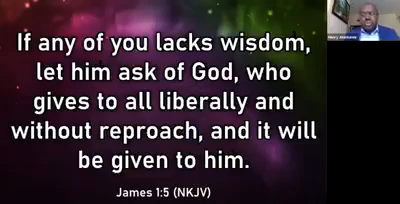 If any of you lacks wisdom,
let him ask of God, who
gives to all liberally and
without reproach, and it will
be given to him.
James 1:5 (NKJV)